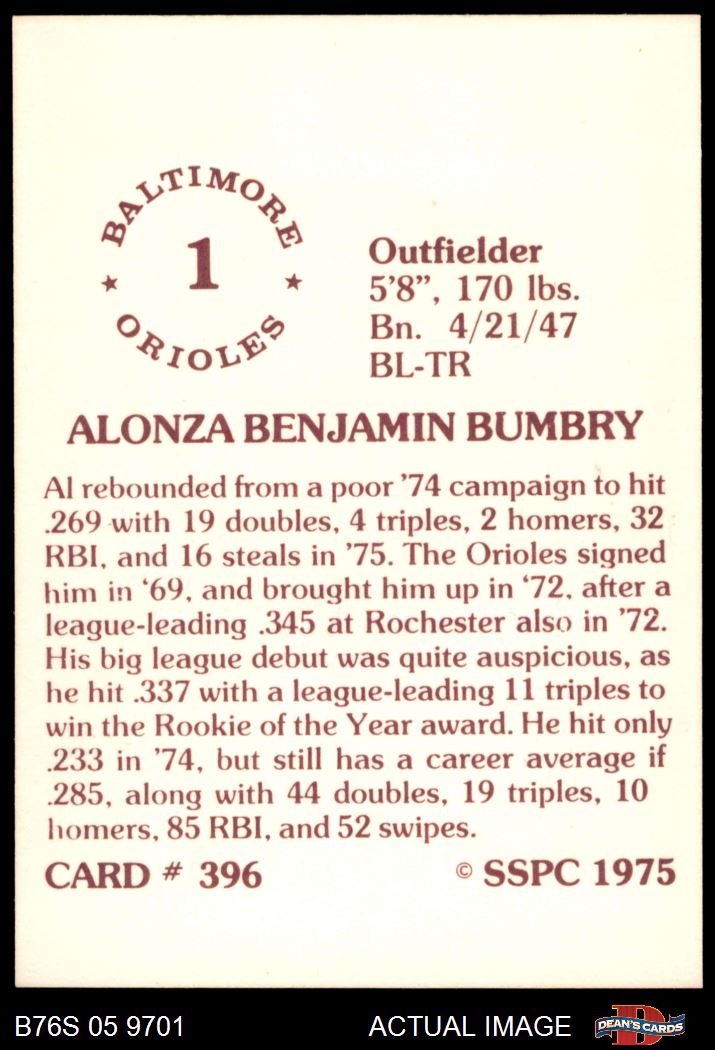 BALTIMORE
1
ORIOLES
Outfielder
5'8”, 170 lbs.
Bn. 4/21/47
BL-TR
ALONZA BENJAMIN BUMBRY
Al rebounded from a poor ’74 campaign to hit
.269 with 19 doubles, 4 triples, 2 homers, 32
RBI, and 16 steals in ’75. The Orioles signed
him in ‘69, and brought him up in ‘72, after a
league-leading .345 at Rochester also in ’72.
His big league debut was quite auspicious, as
he hit .337 with a league-leading 11 triples to
win the Rookie of the Year award. He hit only
.233 in ’74, but still has a career average if
.285, along with 44 doubles, 19 triples, 10
homers, 85 RBI, and 52 swipes.
CARD # 396 © SSPC 1975
B76S 05 9701 ACTUAL IMAGE D DEAN'S CARDS